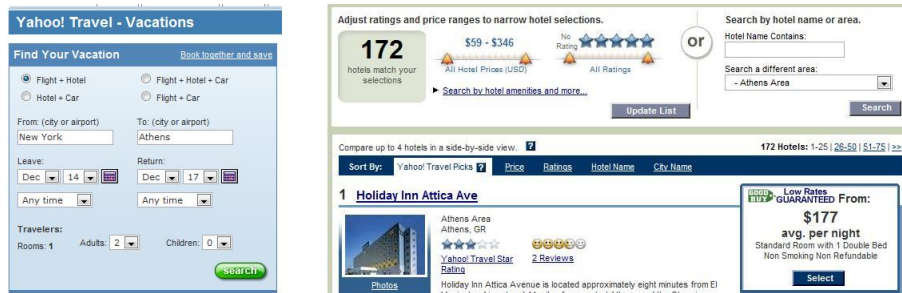 Yahoo! Travel - Vacations
Find Your Vacation Book together and save
Flight + Hotel Flight + Hotel + Car
Hotel + Car Flight + Car
From: (city or airport) To: (city or airport)
New York Athens
Leave: Return:
Dec 14 Dec 17
Any time Any time
Travelers:
Rooms: 1 Adults: 2 Children: 0
search
Adjust ratings and price ranges to narrow hotel selections.
172
hotels match your
selections
$59 - $346
No
Rating
All Hotel Prices (USD) All Ratings
Search by hotel amenities and more...
Update List
or
Search by hotel name or area.
Hotel Name Contains:
Search a different area:
- Athens Area
Search
Compare up to 4 hotels in a side-by-side view. ? 172 Hotels: 1-25 | 26-50 | 51-75 | >>
Sort By: Yahoo! Travel Picks ? Price Ratings Hotel Name City Name
1 Holiday Inn Attica Ave
Photos
Athens Area
Athens, GR
Yahoo! Travel Star
Rating
2 Reviews
Holiday Inn Attica Avenue is located approximately eight minutes from El
GOOD
BUY
Low Rates
GUARANTEED From:
$177
avg. per night
Standard Room with 1 Double Bed
Non Smoking Non Refundable
Select